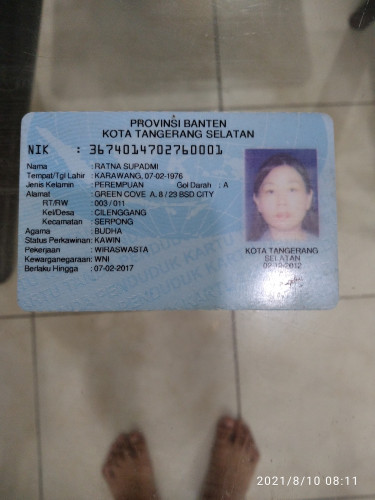 PROVINSI BANTEN
KOTA TANGERANG SELATAN
NIK : 3674014702760001
Nama : RATNA SUPADMI
Tempat/Tgl Lahir : KARAWANG, 07-02-1976
Jenis Kelamin : PEREMPUAN Gol Darah : A
Alamat : GREEN COVE A. 8 / 23 BSD CITY
RT/RW : 003 / 011
Kel/Desa : CILENGGANG
Kecamatan : SERPONG
Agama : BUDHA
Status Perkawinan: KAWIN
Pekerjaan : WIRASWASTA
Kewarganegaraan: WNI
Berlaku Hingga : 07-02-2017
KOTA TANGERANG
SELATAN
2021/8/10 08:11